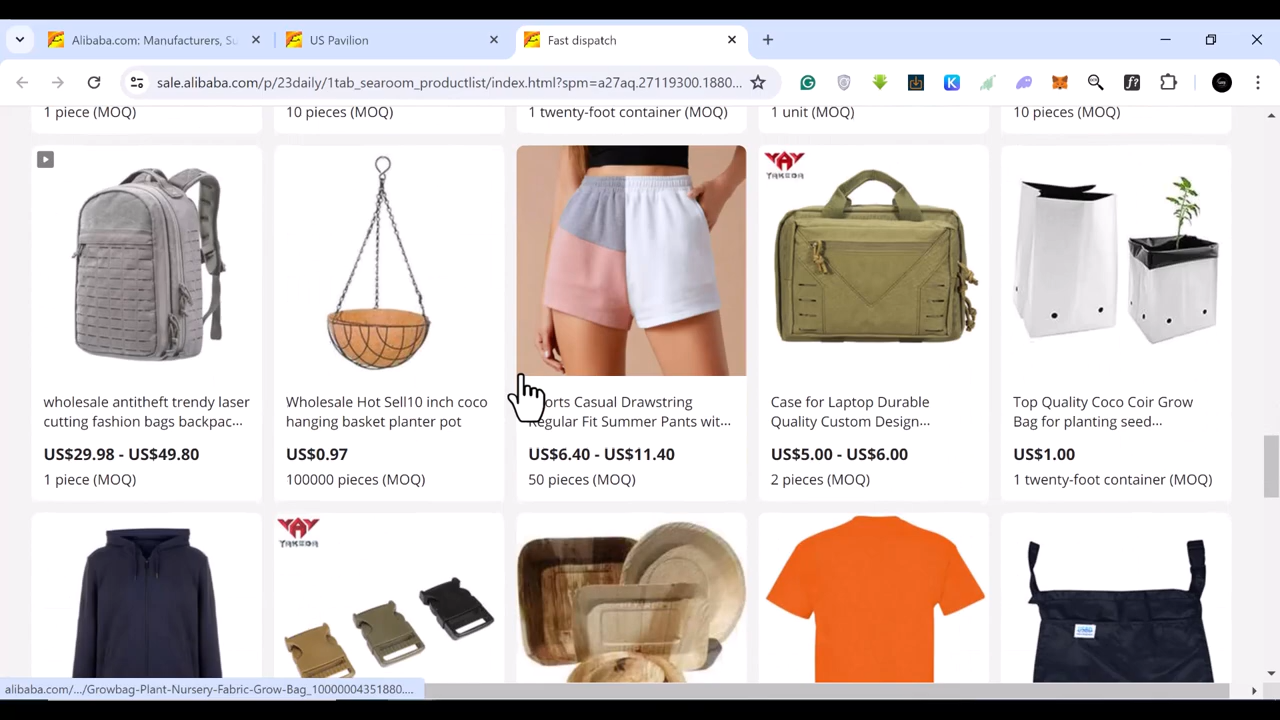 Alibaba.com: Manufacturers, Su
US Pavilion
Fast dispatch
sale.alibaba.com/p/23daily/1tab_searoom_productlist/index.html?spm=a27aq.27119300.1880...
1 piece (MOQ)
10 pieces (MOQ)
1 twenty-foot container (MOQ)
1 unit (MOQ)
10 pieces (MOQ)
YAY
YAKEDA
wholesale antitheft trendy laser
cutting fashion bags backpac...
US$29.98 - US$49.80
1 piece (MOQ)
Wholesale Hot Sell10 inch coco
hanging basket planter pot
US$0.97
100000 pieces (MOQ)
orts Casual Drawstring
Regular Fit Summer Pants wit...
US$6.40 - US$11.40
50 pieces (MOQ)
Case for Laptop Durable
Quality Custom Design...
US$5.00 - US$6.00
2 pieces (MOQ)
Top Quality Coco Coir Grow
Bag for planting seed...
US$1.00
1 twenty-foot container (MOQ)
YAY
YAKEDA
alibaba.com/.../Growbag-Plant-Nursery-Fabric-Grow-Bag_10000004351880....